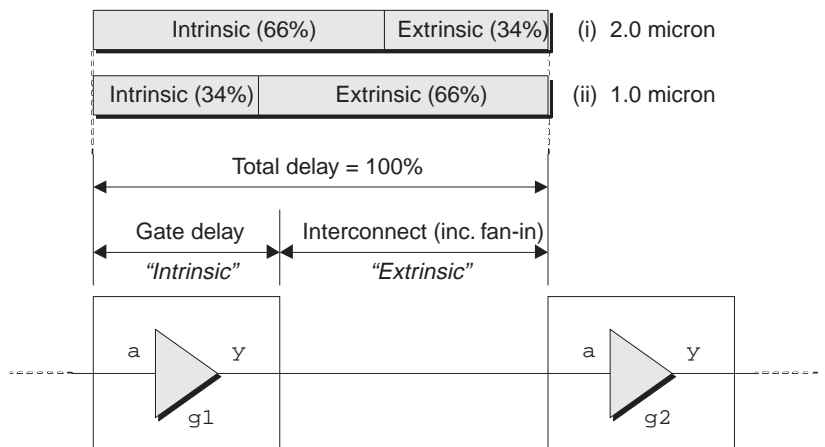 Intrinsic (66%) Extrinsic (34%) (i) 2.0 micron
Intrinsic (34%) Extrinsic (66%) (ii) 1.0 micron
Total delay = 100%
Gate delay Interconnect (inc. fan-in)
“Intrinsic” “Extrinsic”
a y a y
g1 g2